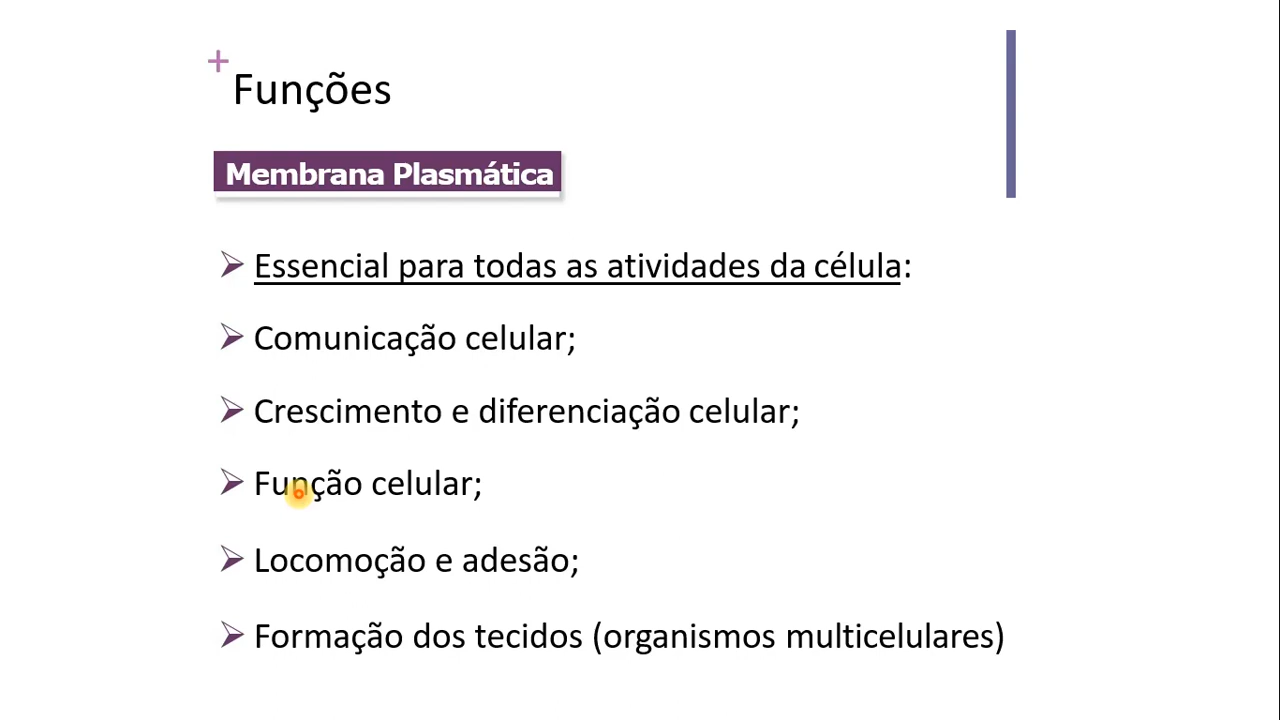 +
Funções
Membrana Plasmática
Essencial para todas as atividades da célula:
Comunicação celular;
Crescimento e diferenciação celular;
Função celular;
Locomoção e adesão;
Formação dos tecidos (organismos multicelulares)